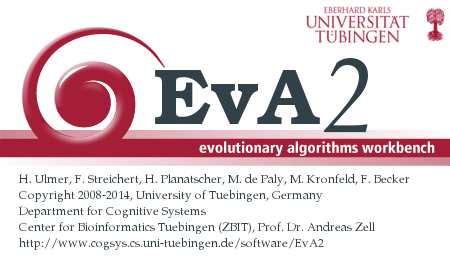 EBERHARD KARLS
UNIVERSITÄT
TÜBINGEN
EvA2
evolutionary algorithms workbench
H. Ulmer, F. Streichert, H. Planatscher, M. de Paly, M. Kronfeld, F. Becker
Copyright 2008-2014, University of Tuebingen, Germany
Department for Cognitive Systems
Center for Bioinformatics Tuebingen (ZBIT), Prof. Dr. Andreas Zell
http://www.cogsys.cs.uni-tuebingen.de/software/EvA2